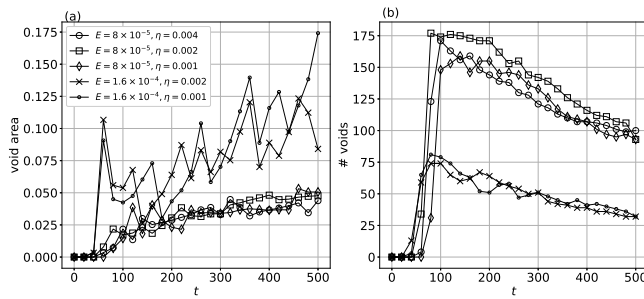 (a)
E = 8 × 10⁻⁵, η = 0.004
E = 8 × 10⁻⁵, η = 0.002
E = 8 × 10⁻⁵, η = 0.001
E = 1.6 × 10⁻⁴, η = 0.002
E = 1.6 × 10⁻⁴, η = 0.001
0.175
0.150
0.125
0.100
0.075
0.050
0.025
0.000
void area
0 100 200 300 400 500
t
(b)
175
150
125
100
75
50
25
0
# voids
0 100 200 300 400 500
t